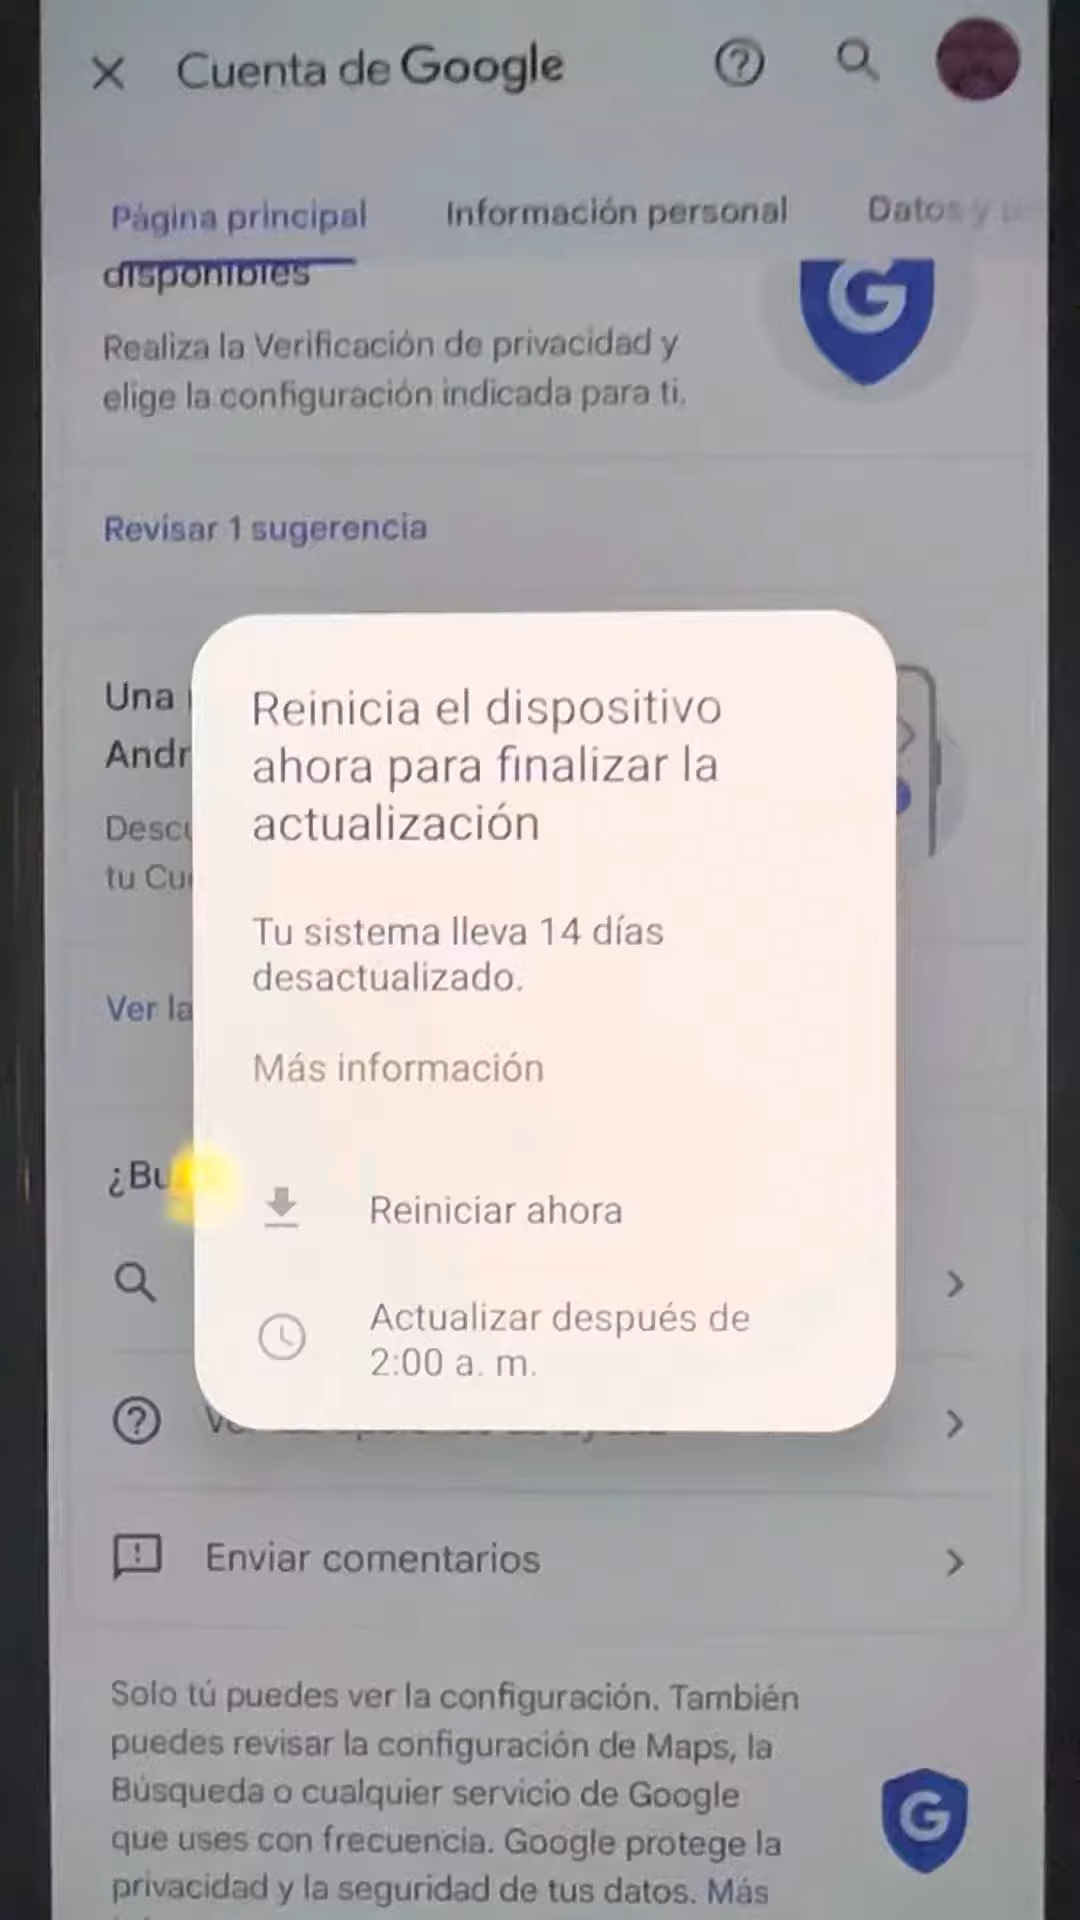 Cuenta de Google
Página principal
Información personal
Datos y
disponibles
Realiza la Verificación de privacidad y
elige la configuración indicada para ti.
G
Revisar 1 sugerencia
Una
Reinicia el dispositivo
ahora para finalizar la
actualización
Tu sistema lleva 14 días
desactualizado.
Ver la
Más información
¿Bu
Reiniciar ahora
Actualizar después de
2:00 a. m.
Enviar comentarios
Solo tú puedes ver la configuración. También
puedes revisar la configuración de Maps, la
Búsqueda o cualquier servicio de Google
que uses con frecuencia. Google protege la
privacidad y la seguridad de tus datos. Más
G